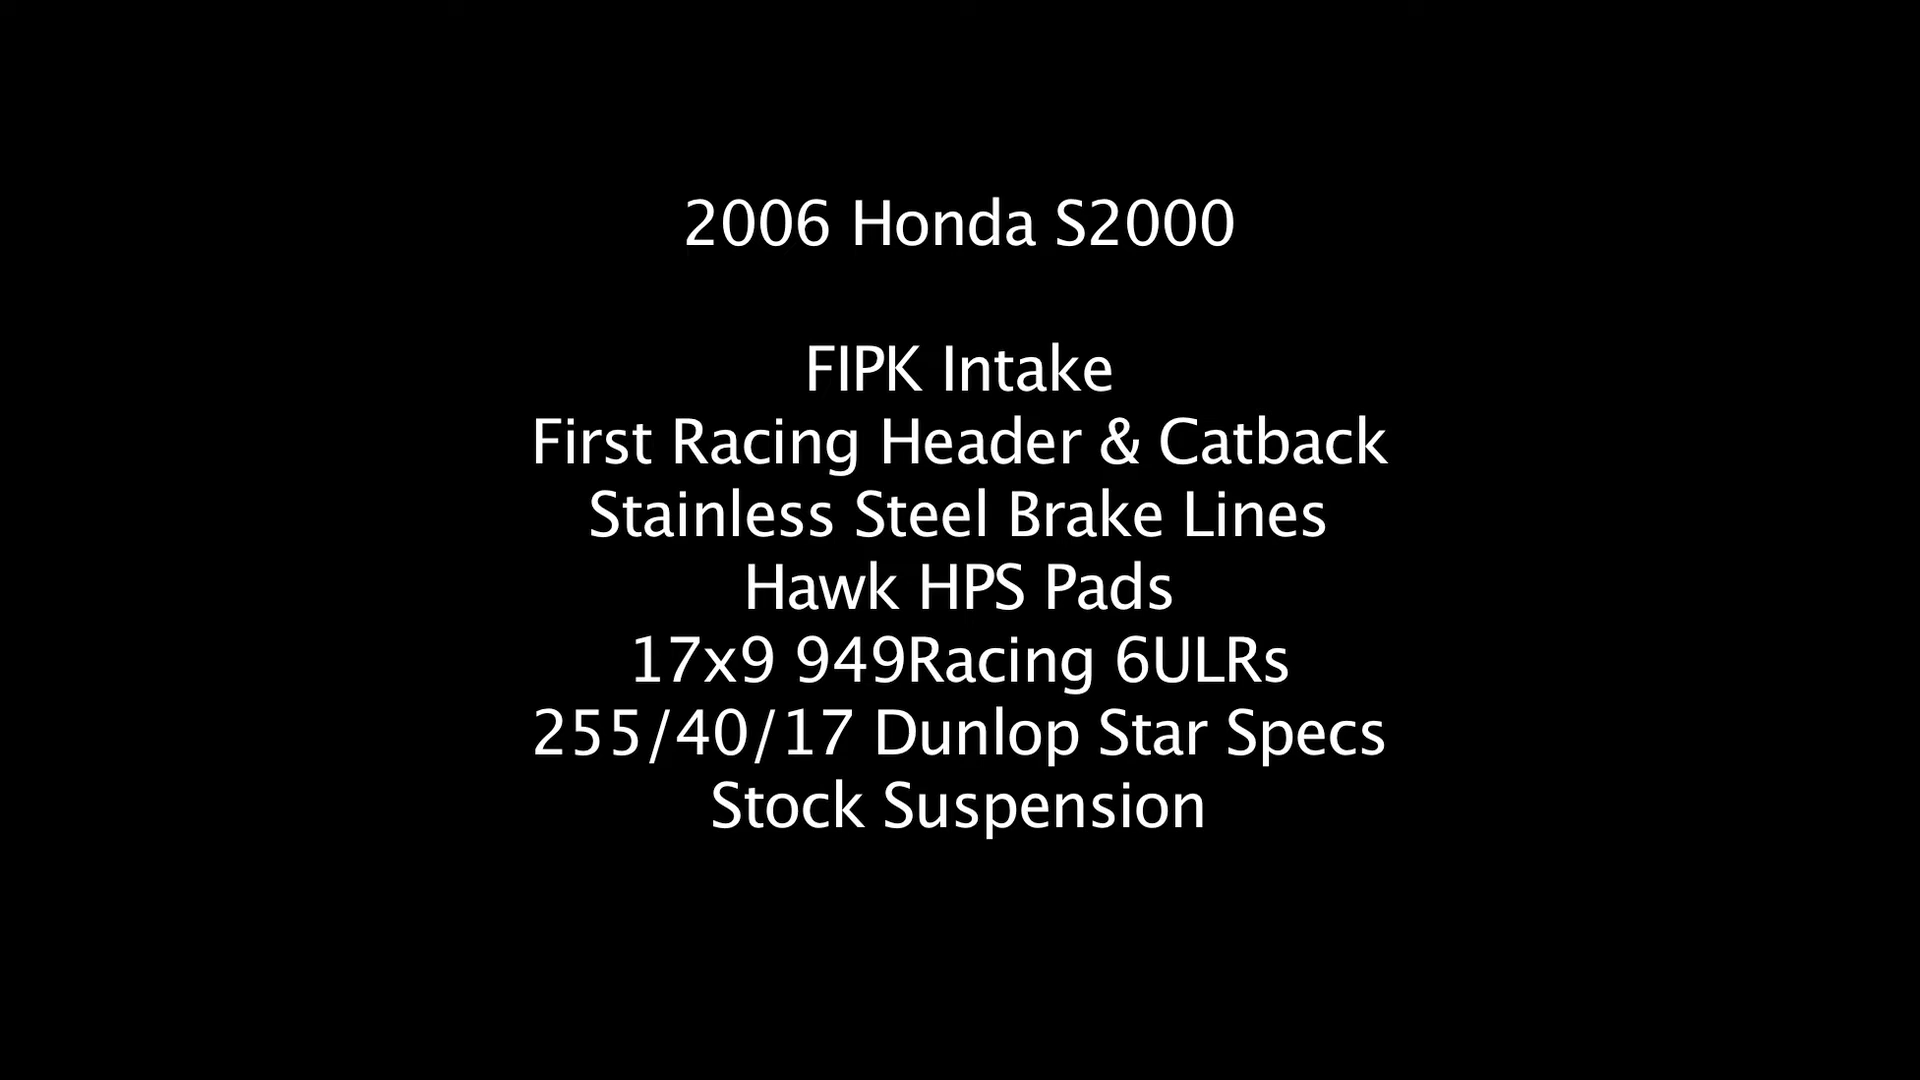 2006 Honda S2000
FIPK Intake
First Racing Header & Catback
Stainless Steel Brake Lines
Hawk HPS Pads
17x9 949Racing 6ULRs
255/40/17 Dunlop Star Specs
Stock Suspension